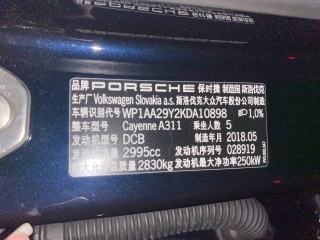 品牌 PORSCHE 保时捷 制造国 斯洛伐克
生产厂 Volkswagen Slovakia a.s. 斯洛伐克大众汽车股份公司制造
车辆识别代号 WP1AA29Y2KDA10898 1,0%
整车型号 Cayenne A311 乘坐人数 5
发动机型号 DCB 制造年月 2018.05
发动机排量 2995cc 发动机序列号 028919
最大允许总质量 2830kg 发动机最大净功率 250kW